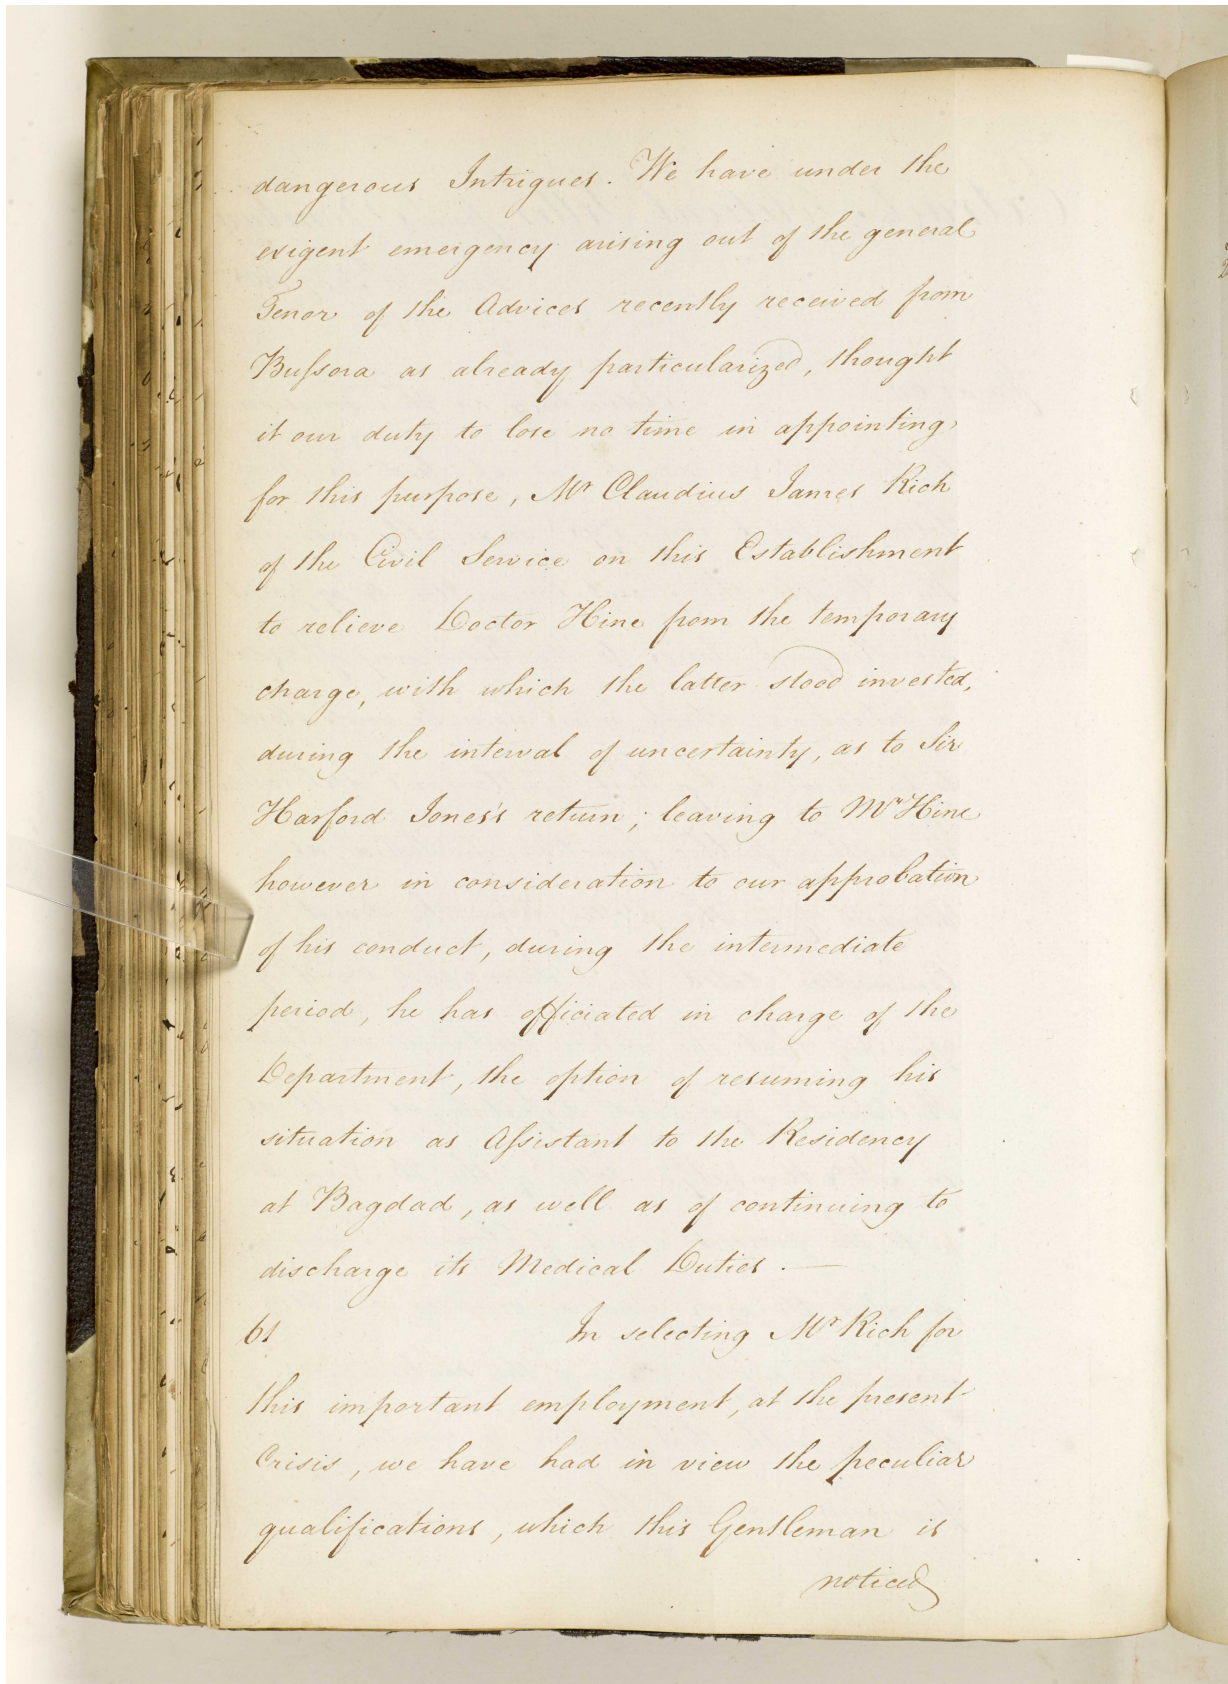 dangerous Intrigues. We have under the
exigent emergency arising out of the general
Tenor of the Advices recently received from
Bufsora as already particularized, thought
it our duty to lose no time in appointing,
for this purpose, Mr Claudius James Rich
of the Civil Service on this Establishment
to relieve Doctor Hine from the temporary
charge, with which the latter stood invested,
during the interval of uncertainty, as to Sir
Harford Jones's return; leaving to Mr Hine
however in consideration to our approbation
of his conduct, during the intermediate
period, he has officiated in charge of the
Department, the option of resuming his
situation as Afsistant to the Residency
at Bagdad, as well as of continuing to
discharge its Medical Duties. —
61 In selecting Mr Rich for
this important employment, at the present
Crisis, we have had in view the peculiar
qualifications, which this Gentleman is
noticed